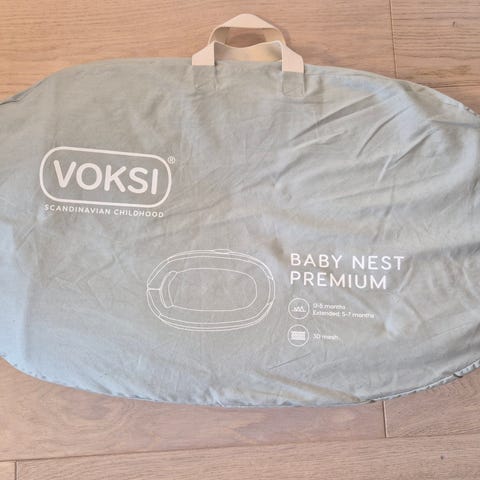 VOKSI®
SCANDINAVIAN CHILDHOOD
BABY NEST
PREMIUM
0-5 months
Extended: 5-7 months
3D mesh